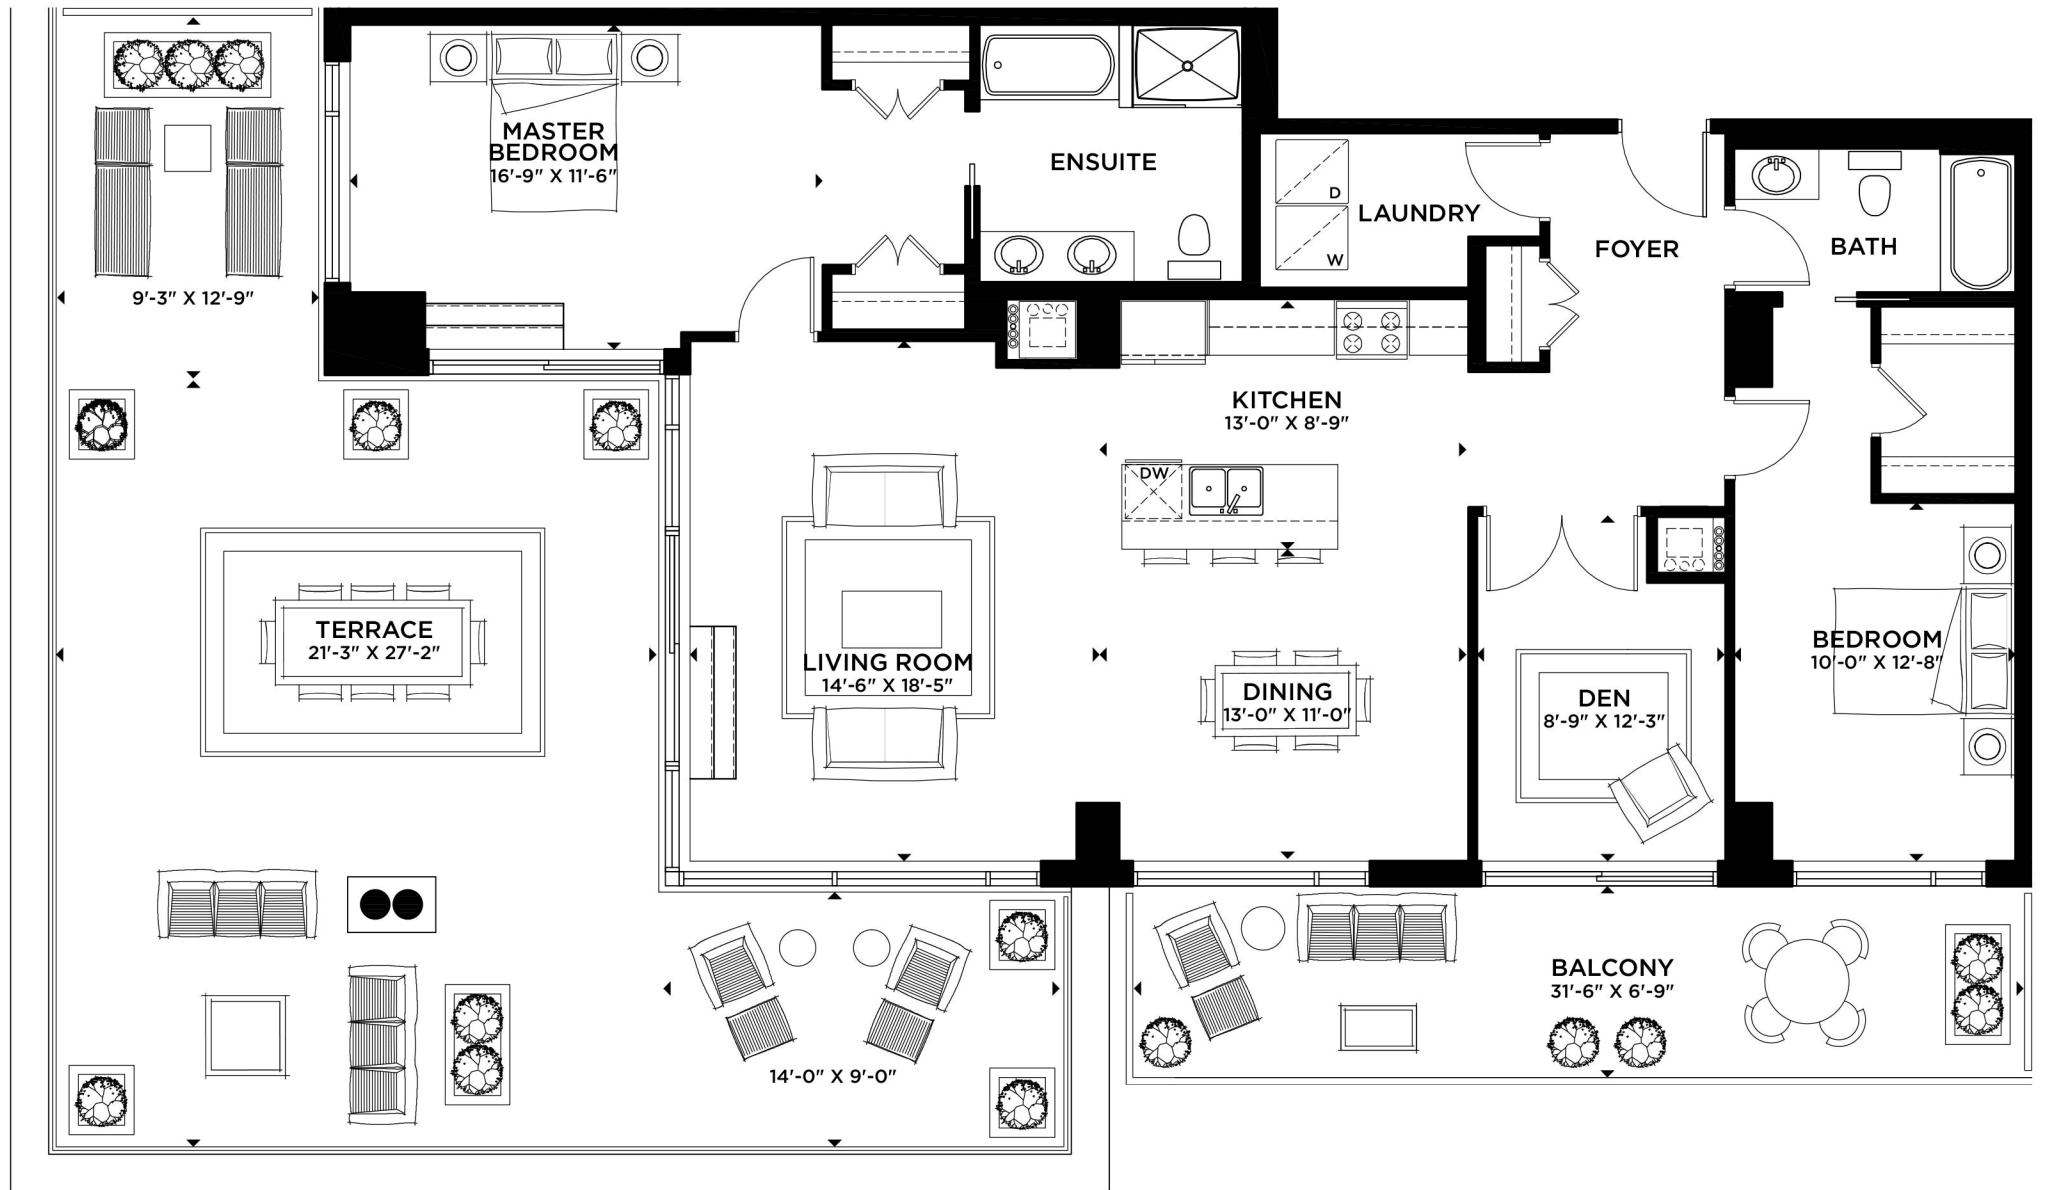 MASTER
BEDROOM
16'-9" X 11'-6"
ENSUITE
D
LAUNDRY
W
FOYER
BATH
9'-3" X 12'-9"
KITCHEN
13'-0" X 8'-9"
DW
TERRACE
21'-3" X 27'-2"
LIVING ROOM
14'-6" X 18'-5"
DINING
13'-0" X 11'-0"
DEN
8'-9" X 12'-3"
BEDROOM
10'-0" X 12'-8"
BALCONY
31'-6" X 6'-9"
14'-0" X 9'-0"